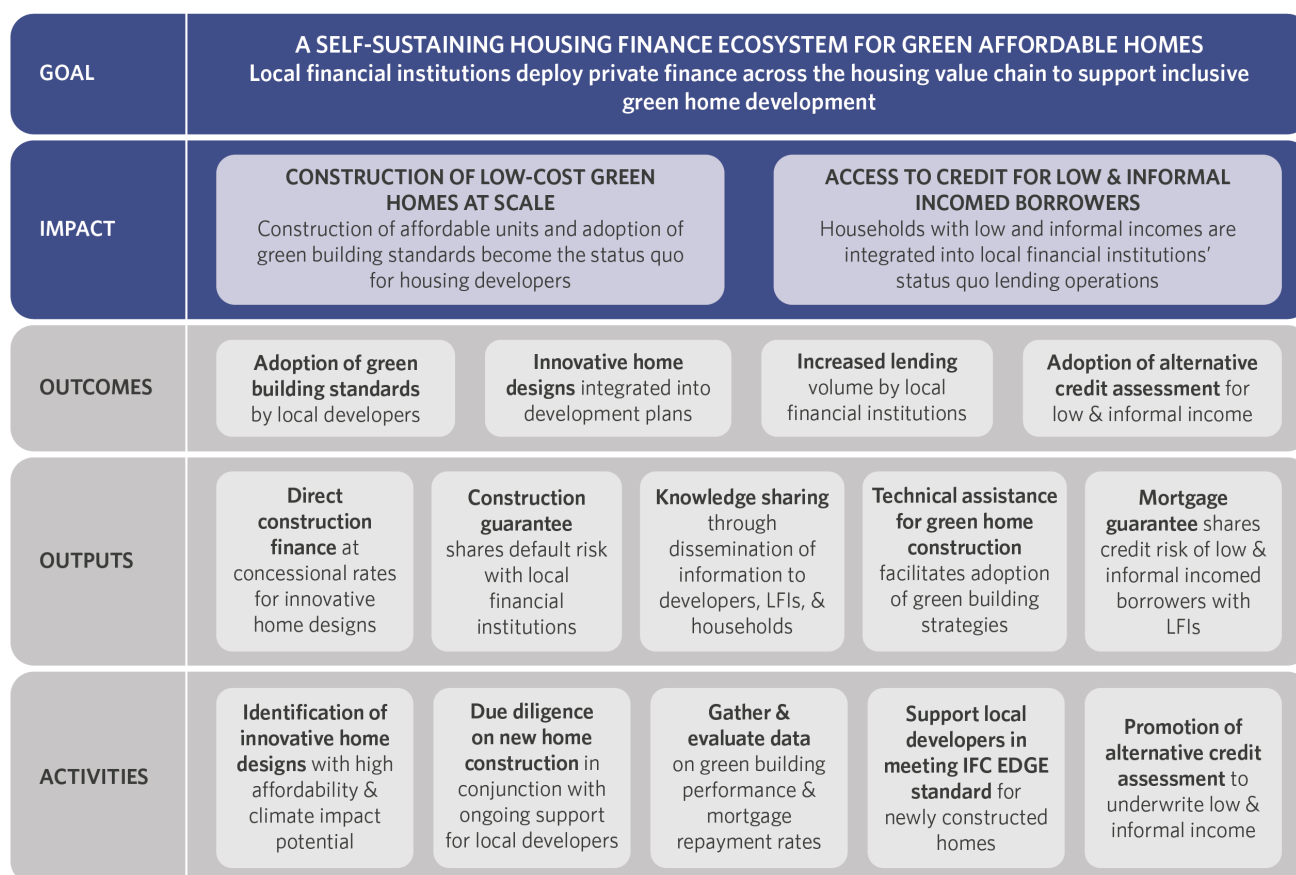 GOAL
A SELF-SUSTAINING HOUSING FINANCE ECOSYSTEM FOR GREEN AFFORDABLE HOMES
Local financial institutions deploy private finance across the housing value chain to support inclusive
green home development
IMPACT
CONSTRUCTION OF LOW-COST GREEN
HOMES AT SCALE
Construction of affordable units and adoption of
green building standards become the status quo
for housing developers
ACCESS TO CREDIT FOR LOW & INFORMAL
INCOMED BORROWERS
Households with low and informal incomes are
integrated into local financial institutions'
status quo lending operations
OUTCOMES
Adoption of green
building standards
by local developers
Innovative home
designs integrated into
development plans
Increased lending
volume by local
financial institutions
Adoption of alternative
credit assessment for
low & informal income
OUTPUTS
Direct
construction
finance at
concessional rates
for innovative
home designs
Construction
guarantee
shares default risk
with local
financial
institutions
Knowledge sharing
through
dissemination of
information to
developers, LFIs, &
households
Technical assistance
for green home
construction
facilitates adoption
of green building
strategies
Mortgage
guarantee shares
credit risk of low &
informal incomed
borrowers with
LFIs
ACTIVITIES
Identification of
innovative home
designs with high
affordability &
climate impact
potential
Due diligence
on new home
construction in
conjunction with
ongoing support
for local developers
Gather &
evaluate data
on green building
performance &
mortgage
repayment rates
Support local
developers in
meeting IFC EDGE
standard for
newly constructed
homes
Promotion of
alternative credit
assessment to
underwrite low &
informal income